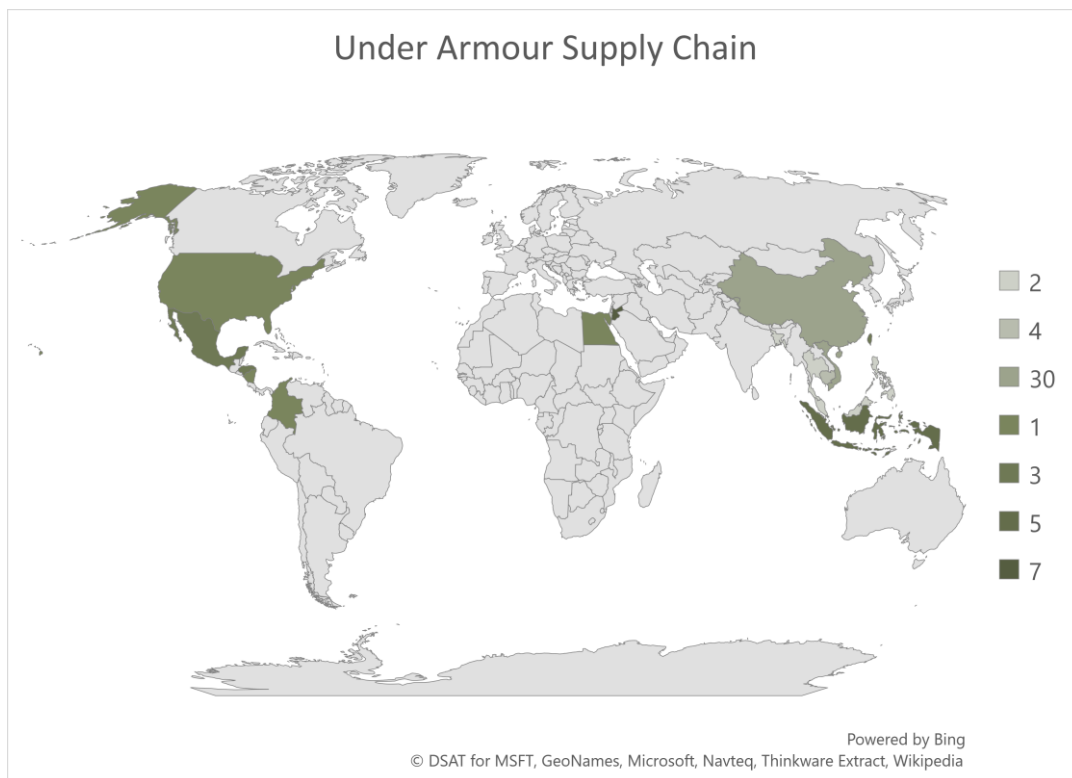 Under Armour Supply Chain
2
4
30
1
3
5
7
Powered by Bing
© DSAT for MSFT, GeoNames, Microsoft, Navteq, Thinkware Extract, Wikipedia